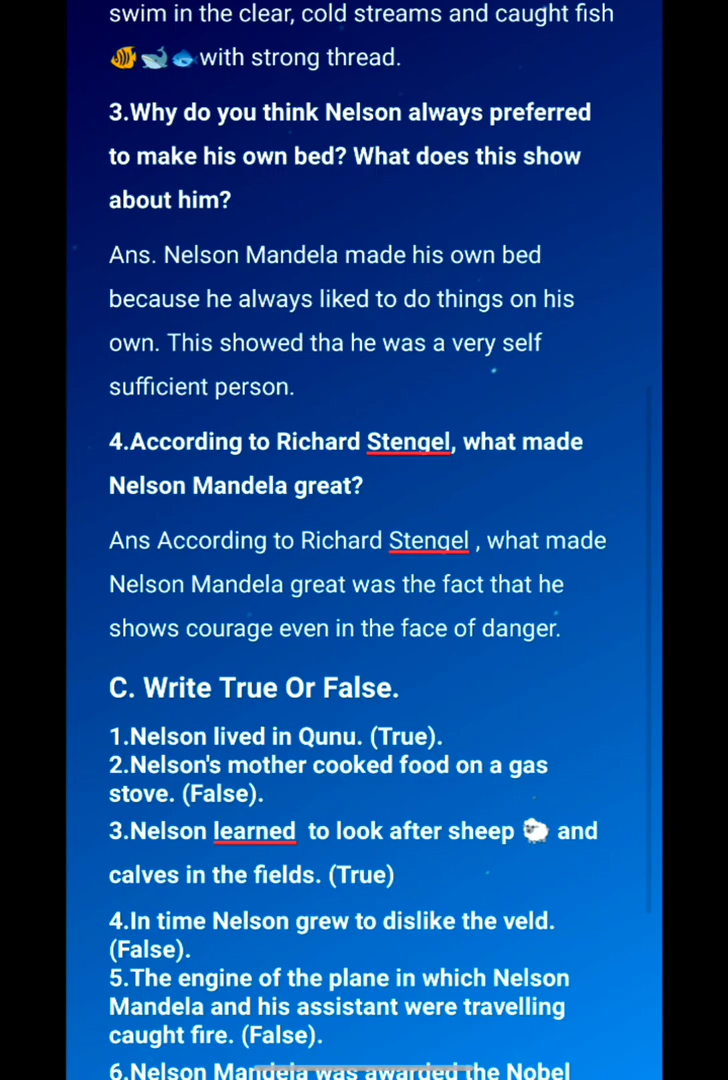 swim in the clear, cold streams and caught fish
🐠🐳🐟with strong thread.
3.Why do you think Nelson always preferred
to make his own bed? What does this show
about him?
Ans. Nelson Mandela made his own bed
because he always liked to do things on his
own. This showed tha he was a very self
sufficient person.
4.According to Richard Stengel, what made
Nelson Mandela great?
Ans According to Richard Stengel , what made
Nelson Mandela great was the fact that he
shows courage even in the face of danger.
C. Write True Or False.
1.Nelson lived in Qunu. (True).
2.Nelson's mother cooked food on a gas
stove. (False).
3.Nelson learned  to look after sheep 🐑 and
calves in the fields. (True)
4.In time Nelson grew to dislike the veld.
(False).
5.The engine of the plane in which Nelson
Mandela and his assistant were travelling
caught fire. (False).
6.Nelson Mandela was awarded the Nobel